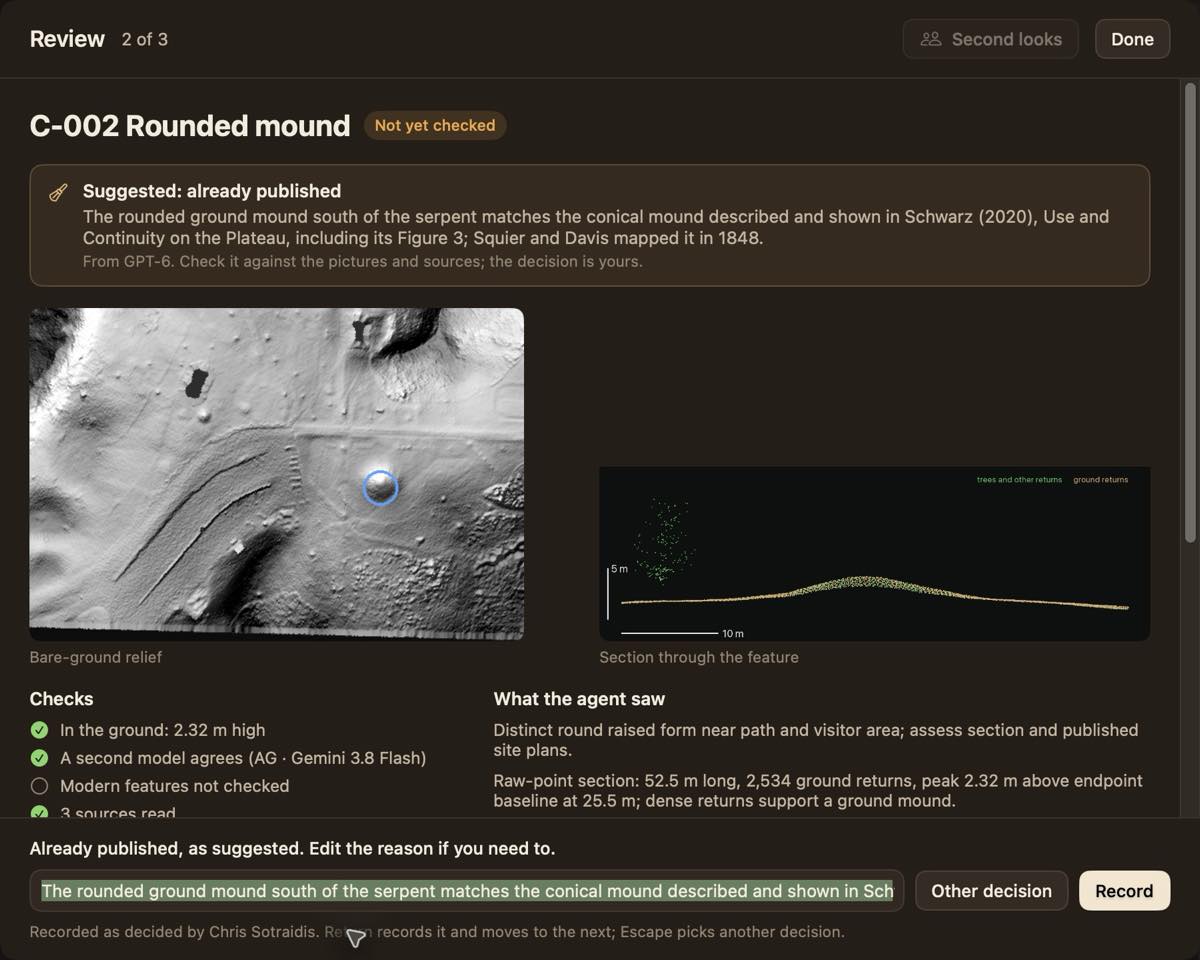 Review 2 of 3
Second looks
Done
C-002 Rounded mound
Not yet checked
Suggested: already published
The rounded ground mound south of the serpent matches the conical mound described and shown in Schwarz (2020), Use and
Continuity on the Plateau, including its Figure 3; Squier and Davis mapped it in 1848.
From GPT-6. Check it against the pictures and sources; the decision is yours.
trees and other returns ground returns
5 m
10 m
Bare-ground relief
Section through the feature
Checks
In the ground: 2.32 m high
A second model agrees (AG · Gemini 3.8 Flash)
Modern features not checked
3 sources read
What the agent saw
Distinct round raised form near path and visitor area; assess section and published
site plans.
Raw-point section: 52.5 m long, 2,534 ground returns, peak 2.32 m above endpoint
baseline at 25.5 m; dense returns support a ground mound.
Already published, as suggested. Edit the reason if you need to.
The rounded ground mound south of the serpent matches the conical mound described and shown in Sch
Other decision
Record
Recorded as decided by Chris Sotraidis. Return records it and moves to the next; Escape picks another decision.